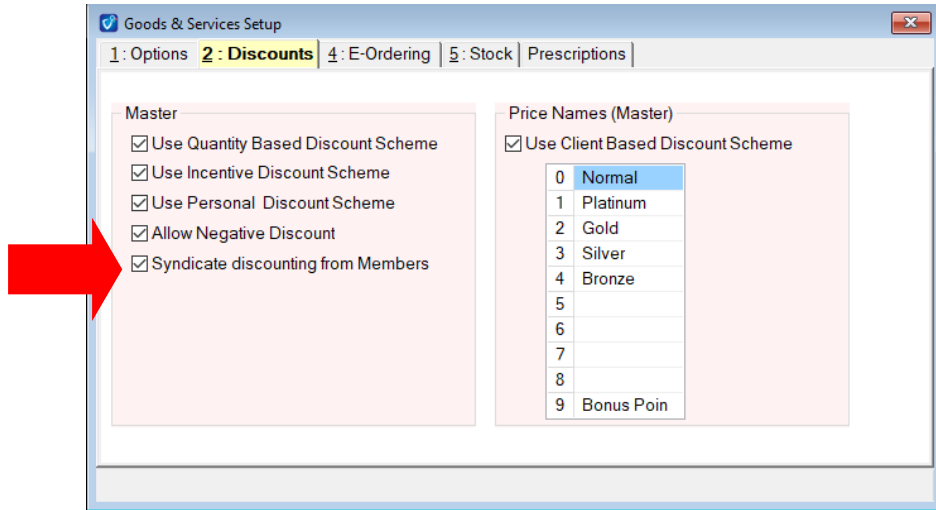 Goods & Services Setup
1 : Options 2 : Discounts 4 : E-Ordering 5 : Stock Prescriptions
Master
Use Quantity Based Discount Scheme
Use Incentive Discount Scheme
Use Personal Discount Scheme
Allow Negative Discount
Syndicate discounting from Members
Price Names (Master)
Use Client Based Discount Scheme
0 Normal
1 Platinum
2 Gold
3 Silver
4 Bronze
5
6
7
8
9 Bonus Poin